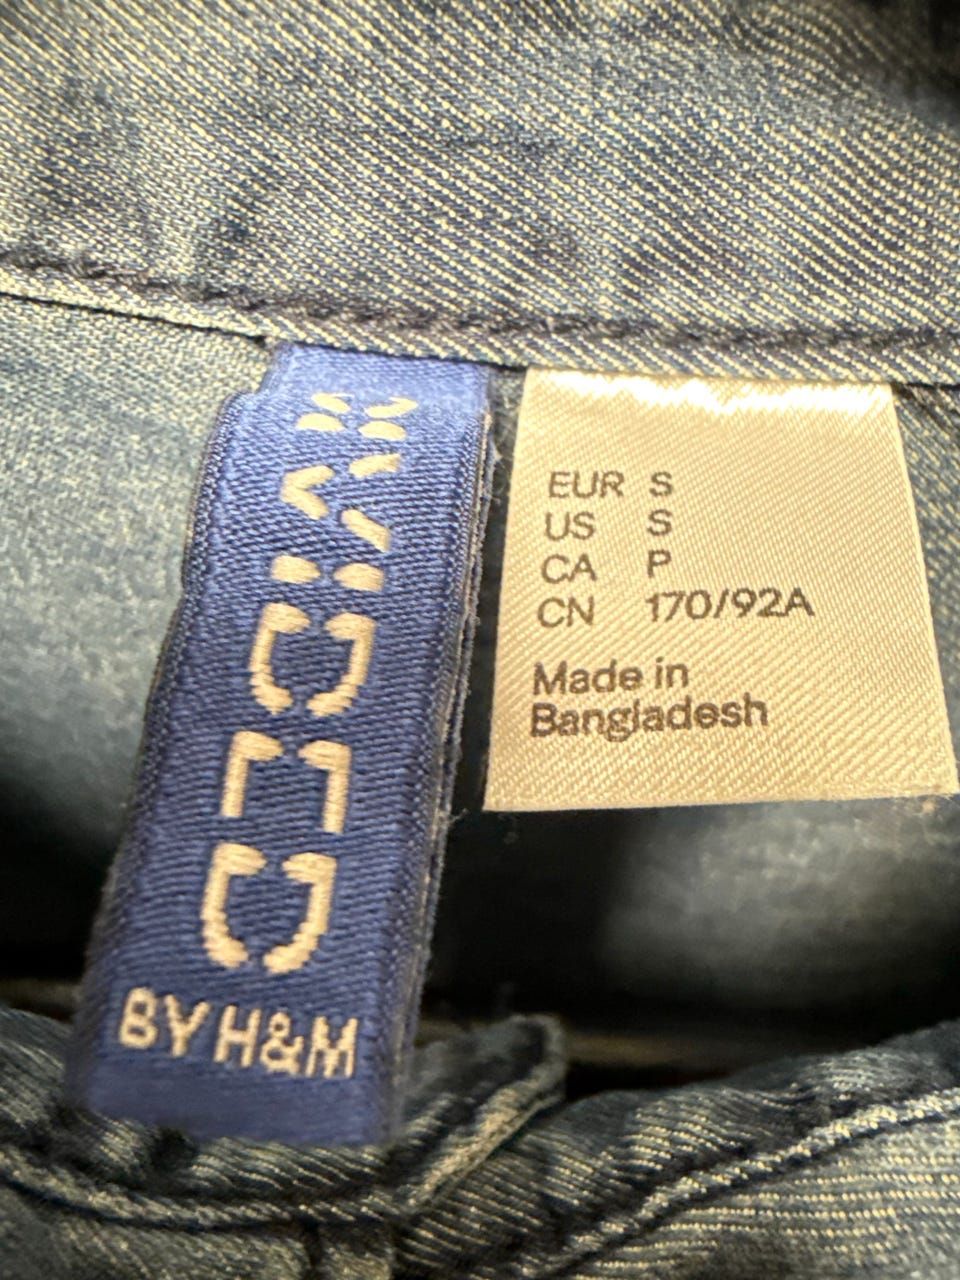 DIVIDED
BY H&M
EUR S
US S
CA P
CN 170/92A
Made in
Bangladesh